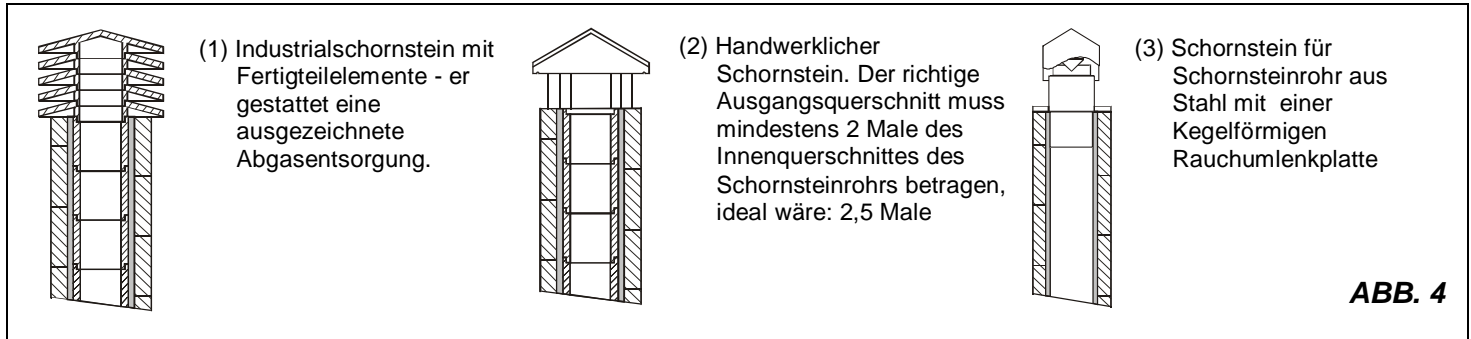 (1) Industrialschornstein mit
Fertigteilelemente - er
gestattet eine
ausgezeichnete
Abgasentsorgung.
(2) Handwerklicher
Schornstein. Der richtige
Ausgangsquerschnitt muss
mindestens 2 Male des
Innenquerschnittes des
Schornsteinrohrs betragen,
ideal wäre: 2,5 Male
(3) Schornstein für
Schornsteinrohr aus
Stahl mit einer
Kegelförmigen
Rauchumlenkplatte
ABB. 4